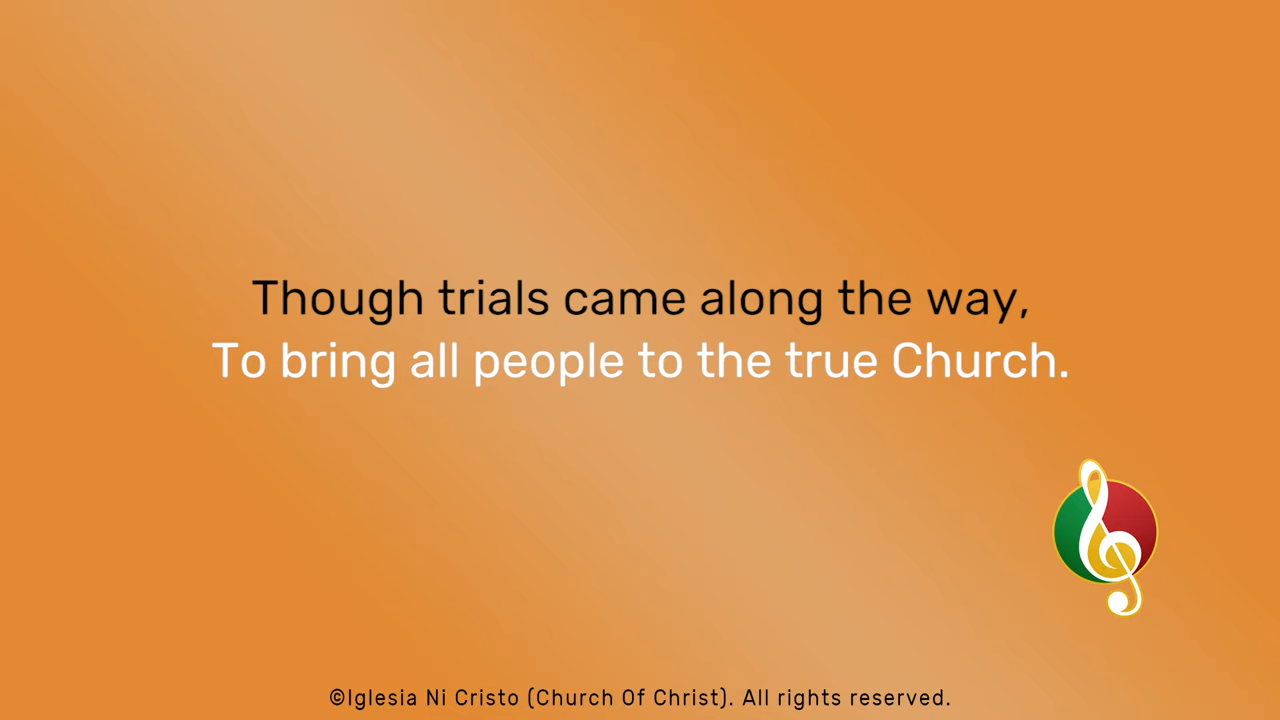 Though trials came along the way,
To bring all people to the true Church.
©Iglesia Ni Cristo (Church Of Christ). All rights reserved.